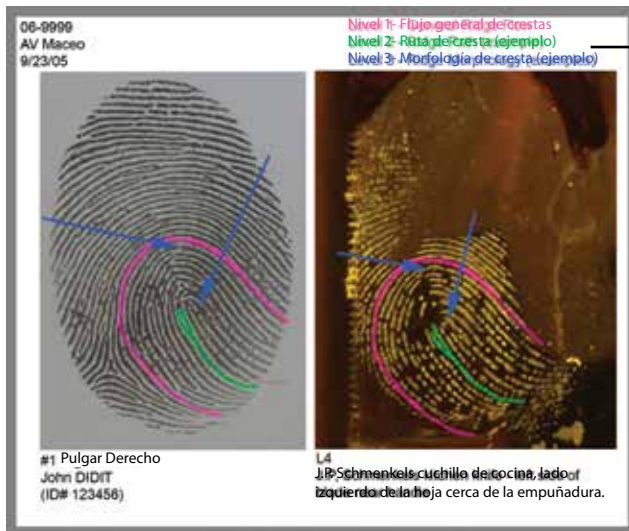 06-9999
AV Maceo
9/23/05
Nivel 1- Flujo general de crestas
Nivel 2- Ruta de cresta (ejemplo)
Nivel 3- Morfología de cresta (ejemplo)
#1 Pulgar Derecho
John DIDIT
(ID# 123456)
L4
J.P. Schmenkels cuchillo de cocina, lado
izquierdo de la hoja cerca de la empuñadura.